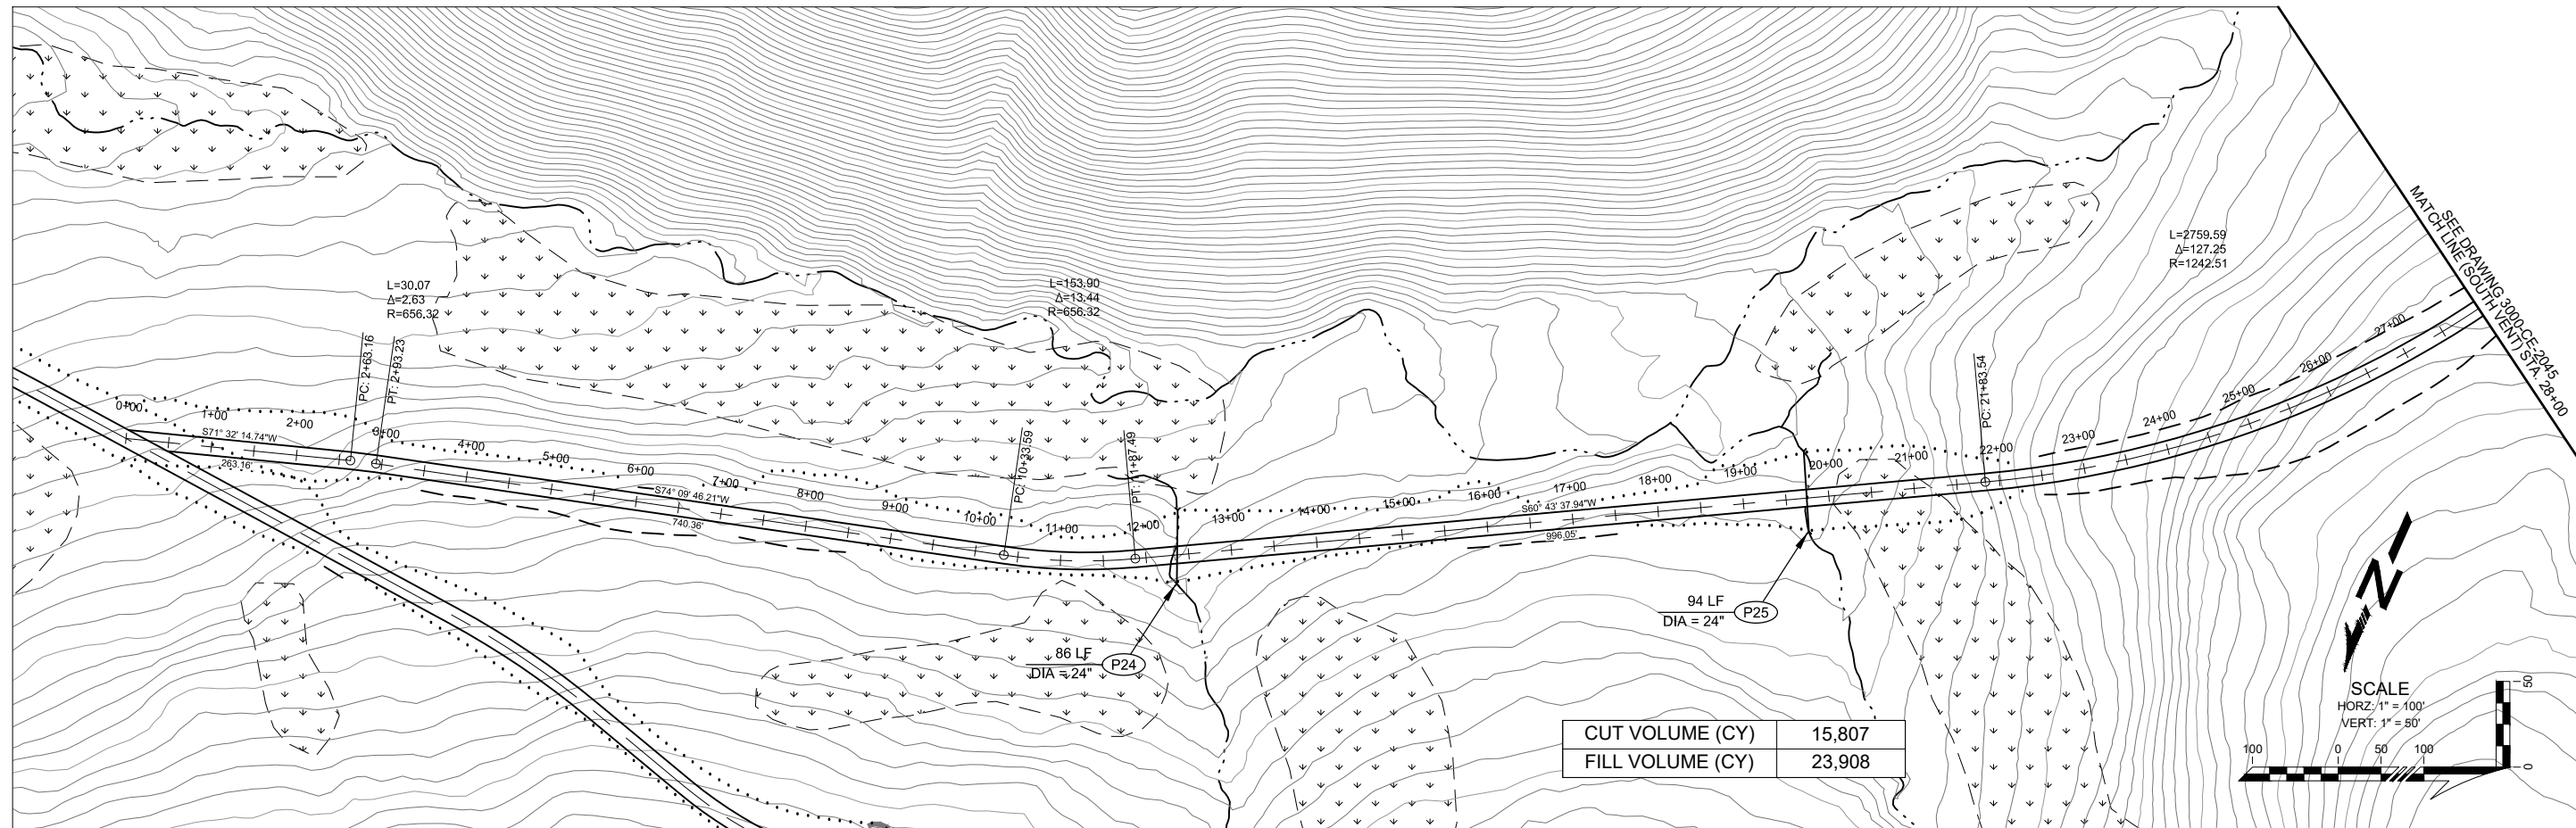 L=30.07
Δ=2.63
R=656.32
L=153.90
Δ=13.44
R=656.32
L=2759.59
Δ=127.25
R=1242.51
SEE DRAWING 3000-CE-2045
MATCH LINE (SOUTH VENT) STA. 28+00
PC: 2+63.16
PT: 2+93.23
PC: 10+33.59
PT: 11+87.49
PC: 21+83.54
0+00
1+00
2+00
3+00
4+00
5+00
6+00
7+00
8+00
9+00
10+00
11+00
12+00
13+00
14+00
15+00
16+00
17+00
18+00
19+00
20+00
21+00
22+00
23+00
24+00
25+00
26+00
27+00
S71° 32' 14.74"W
263.16'
S74° 09' 46.21"W
740.36'
S60° 43' 37.94"W
996.05'
86 LF
DIA = 24"
P24
94 LF
DIA = 24"
P25
CUT VOLUME (CY) 15,807
FILL VOLUME (CY) 23,908
N
SCALE
HORZ: 1" = 100'
VERT: 1" = 50'
100 0 50 100
50
0